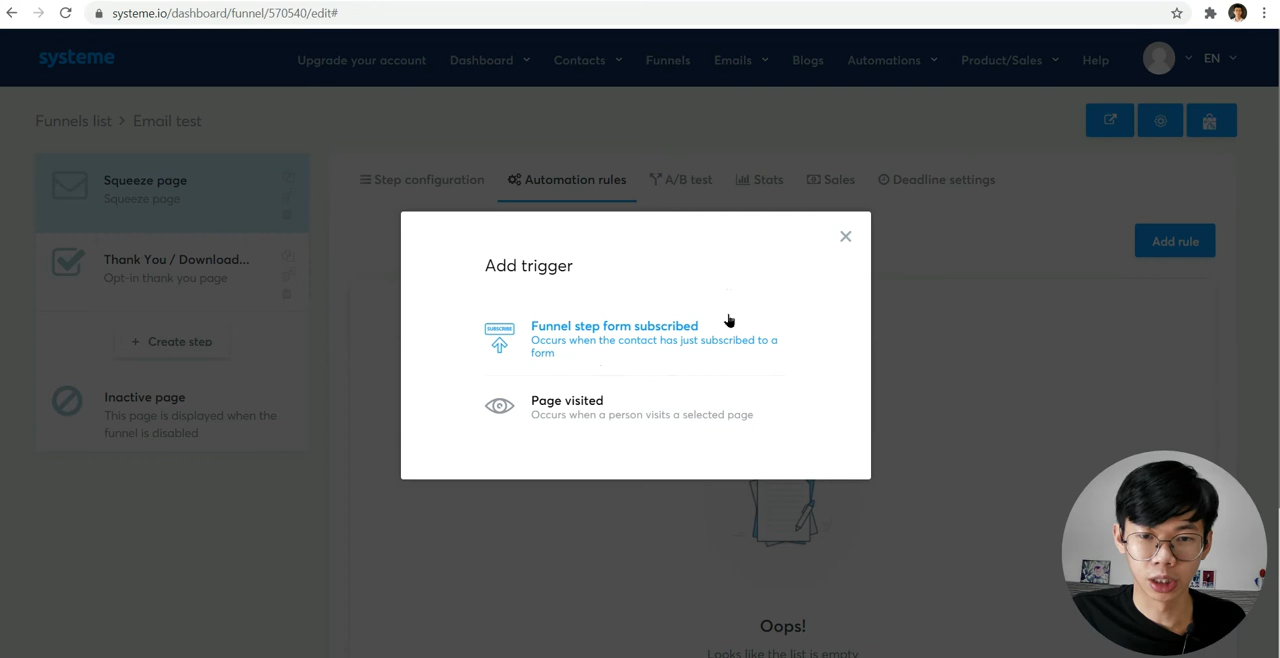 systeme.io/dashboard/funnel/570540/edit#
systeme
Upgrade your account
Dashboard
Contacts
Funnels
Emails
Blogs
Automations
Product/Sales
Help
EN
Funnels list > Email test
Squeeze page
Squeeze page
Thank You / Download...
Opt-in thank you page
+ Create step
Inactive page
This page is displayed when the
funnel is disabled
Step configuration
Automation rules
A/B test
Stats
Sales
Deadline settings
Add rule
Add trigger
SUBSCRIBE
Funnel step form subscribed
Occurs when the contact has just subscribed to a
form
Page visited
Occurs when a person visits a selected page
Oops!
Looks like the list is empty